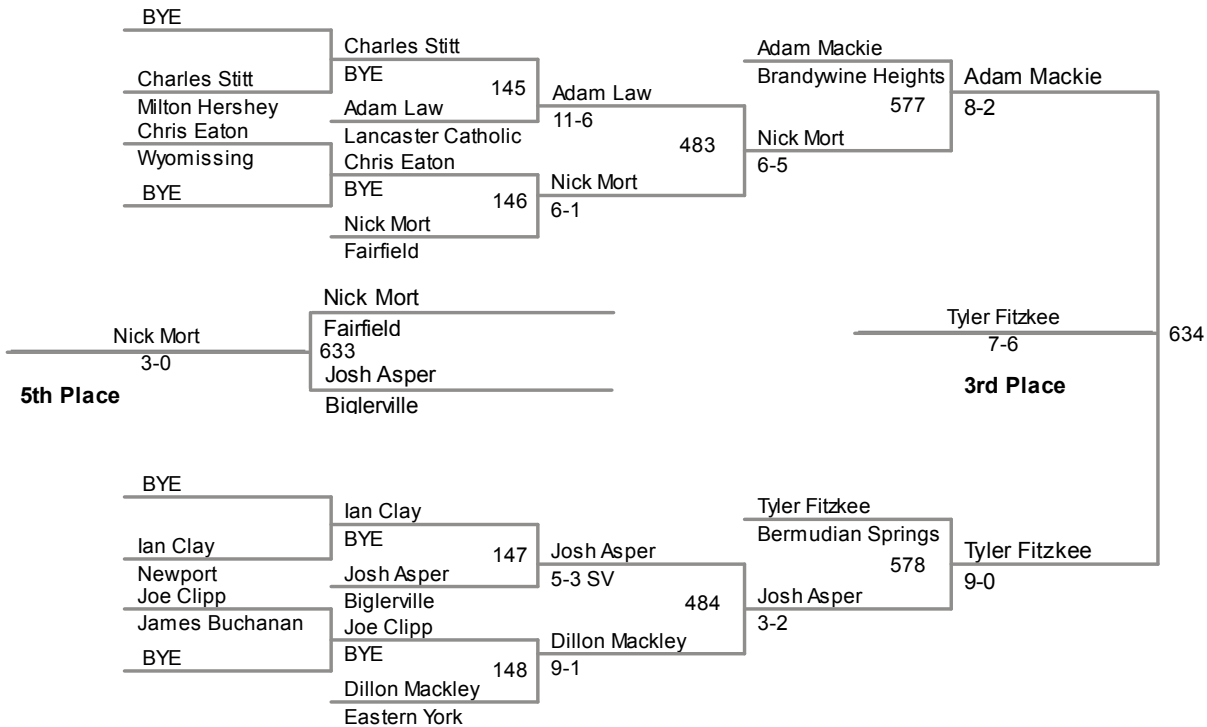 BYE
Charles Stitt
BYE
Charles Stitt
145
Milton Hershey
Adam Law
Adam Law
11-6
Adam Mackie
Brandywine Heights
577
Adam Mackie
8-2
Chris Eaton
Wyomissing
Lancaster Catholic
Chris Eaton
BYE
483
Nick Mort
6-5
BYE
146
Nick Mort
6-1
Nick Mort
Fairfield
Nick Mort
Fairfield
633
Nick Mort
3-0
Josh Asper
Biglerville
5th Place
Tyler Fitzkee
7-6
634
3rd Place
BYE
Ian Clay
BYE
Ian Clay
147
Newport
Josh Asper
Josh Asper
5-3 SV
Tyler Fitzkee
Bermudian Springs
578
Tyler Fitzkee
9-0
Joe Clipp
James Buchanan
Biglerville
Joe Clipp
BYE
484
Josh Asper
3-2
BYE
148
Dillon Mackley
9-1
Dillon Mackley
Eastern York